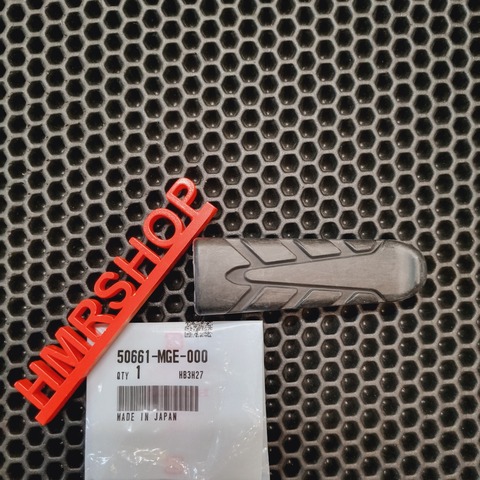 HMRSHOP
50661-MGE-000
QTY 1 HB3H27
MADE IN JAPAN